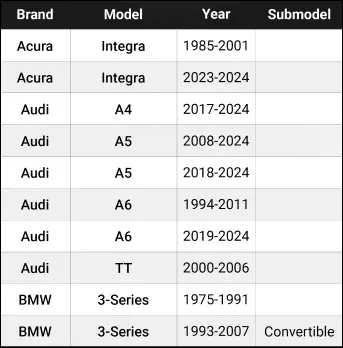 Brand Model Year Submodel
Acura Integra 1985-2001
Acura Integra 2023-2024
Audi A4 2017-2024
Audi A5 2008-2024
Audi A5 2018-2024
Audi A6 1994-2011
Audi A6 2019-2024
Audi TT 2000-2006
BMW 3-Series 1975-1991
BMW 3-Series 1993-2007 Convertible